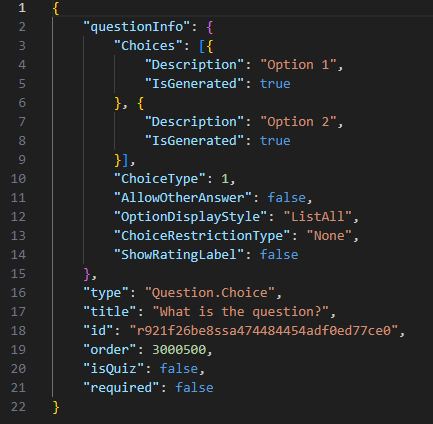 1 {
2 "questionInfo": {
3 "Choices": [{
4 "Description": "Option 1",
5 "IsGenerated": true
6 }, {
7 "Description": "Option 2",
8 "IsGenerated": true
9 }],
10 "ChoiceType": 1,
11 "AllowOtherAnswer": false,
12 "OptionDisplayStyle": "ListAll",
13 "ChoiceRestrictionType": "None",
14 "ShowRatingLabel": false
15 },
16 "type": "Question.Choice",
17 "title": "What is the question?",
18 "id": "r921f26be8ssa474484454adf0ed77ce0",
19 "order": 3000500,
20 "isQuiz": false,
21 "required": false
22 }